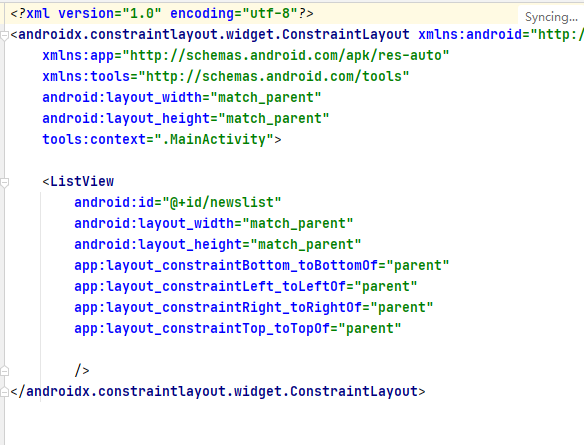 <?xml version="1.0" encoding="utf-8"?>
Syncing...
<androidx.constraintlayout.widget.ConstraintLayout xmlns:android="http:/
xmlns:app="http://schemas.android.com/apk/res-auto"
xmlns:tools="http://schemas.android.com/tools"
android:layout_width="match_parent"
android:layout_height="match_parent"
tools:context=".MainActivity">
<ListView
android:id="@+id/newslist"
android:layout_width="match_parent"
android:layout_height="match_parent"
app:layout_constraintBottom_toBottomOf="parent"
app:layout_constraintLeft_toLeftOf="parent"
app:layout_constraintRight_toRightOf="parent"
app:layout_constraintTop_toTopOf="parent"
/>
</androidx.constraintlayout.widget.ConstraintLayout>